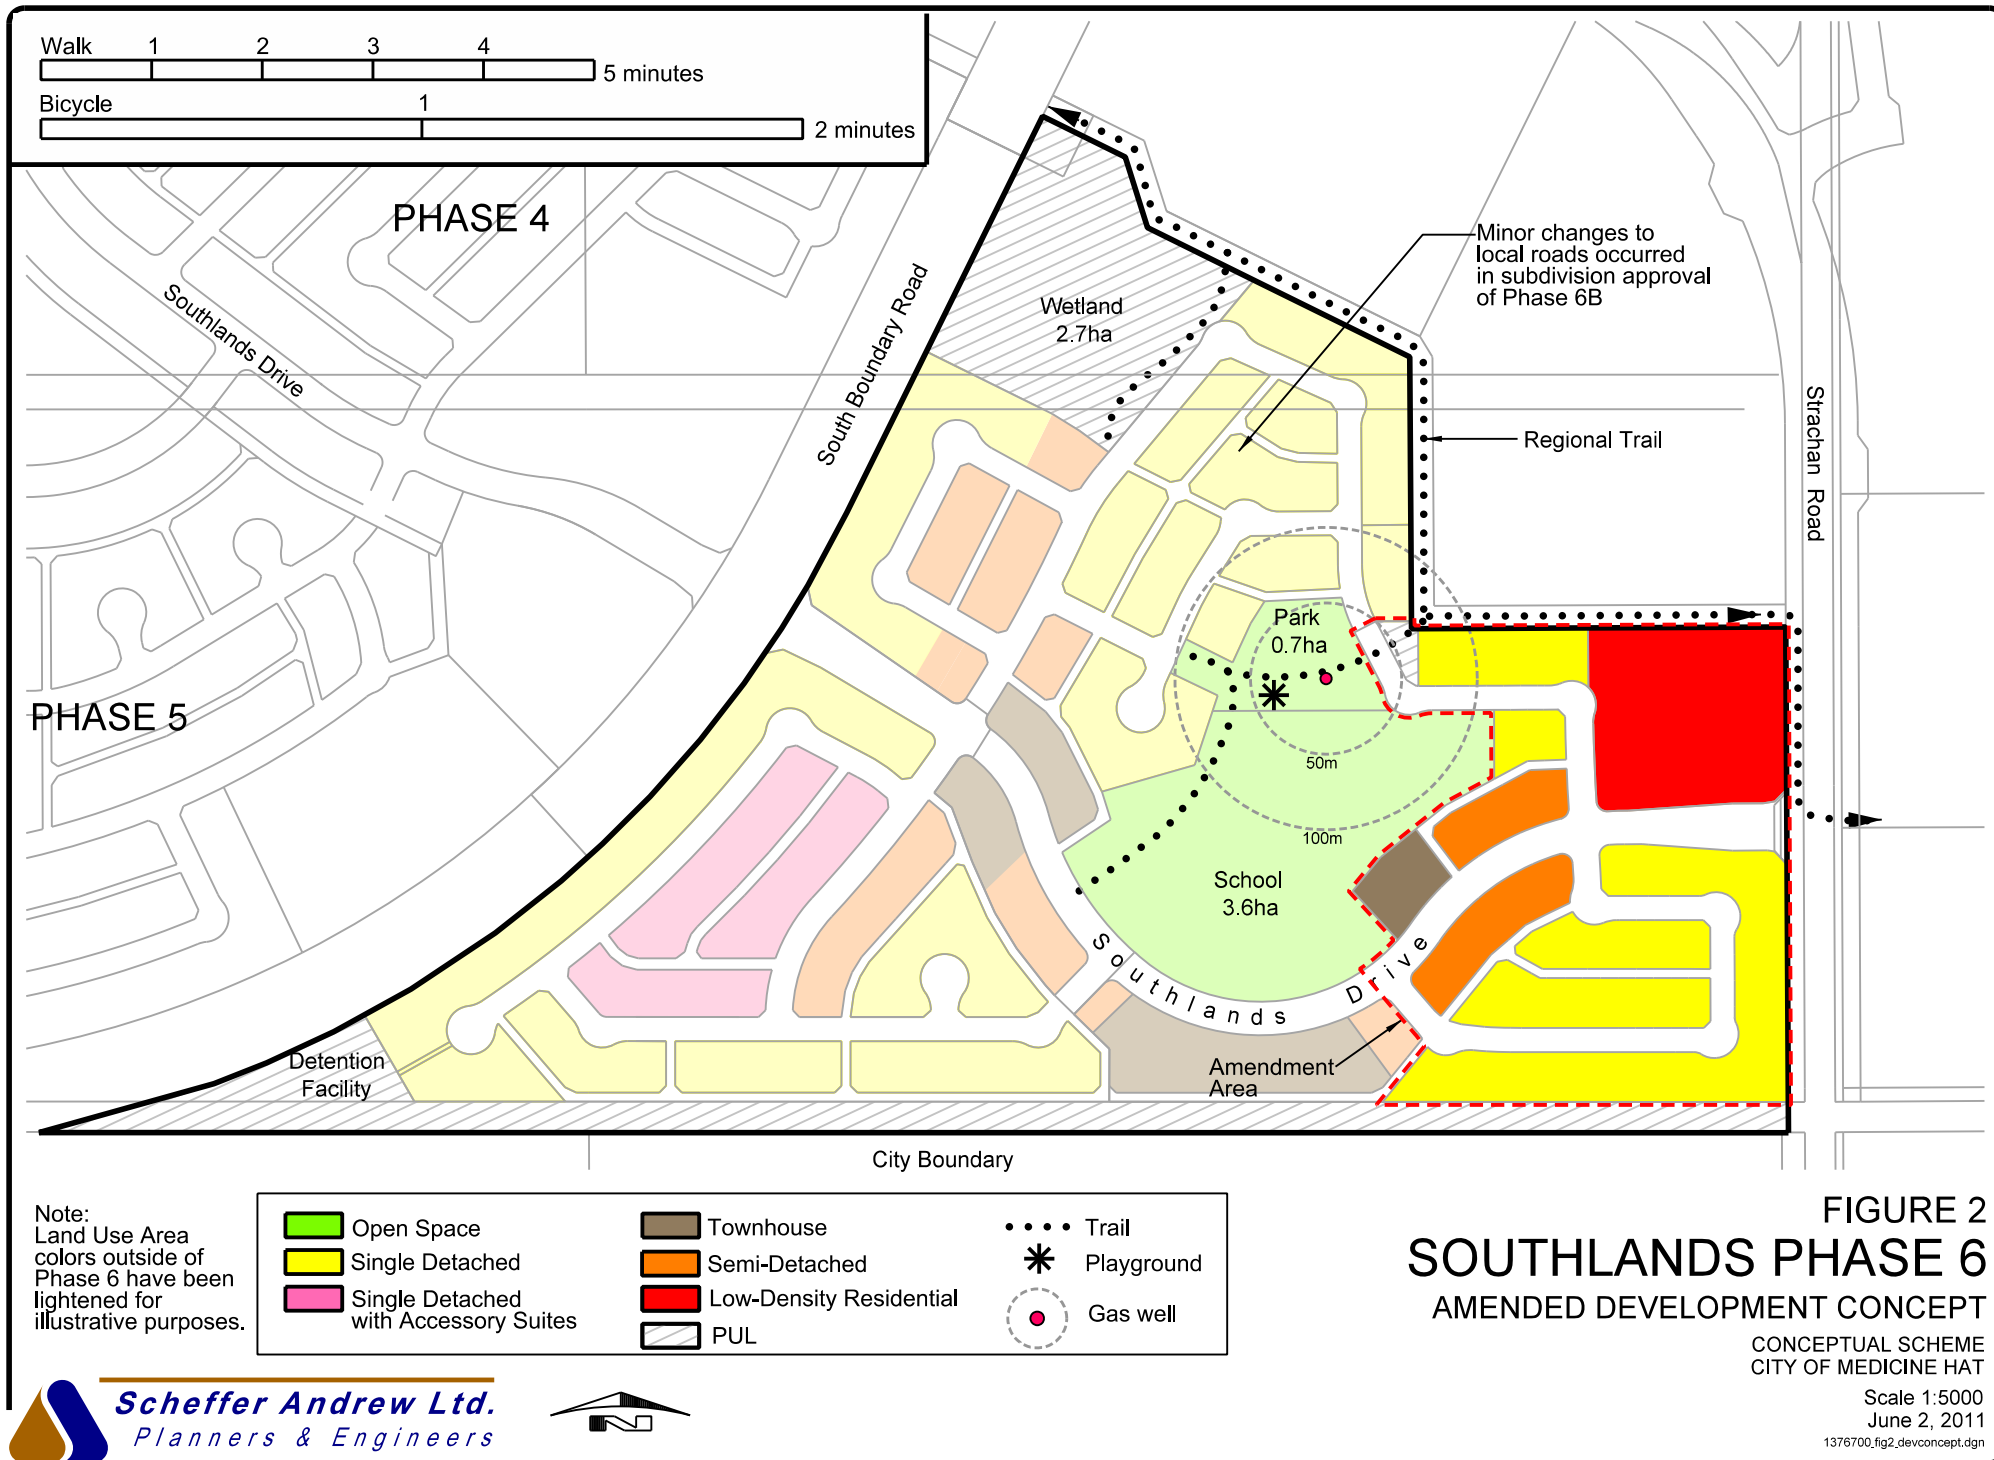 Walk 1 2 3 4
5 minutes
Bicycle 1
2 minutes
PHASE 4
Southlands Drive
South Boundary Road
PHASE 5
Wetland
2.7ha
Minor changes to
local roads occurred
in subdivision approval
of Phase 6B
Regional Trail
Strachan Road
Park
0.7ha
50m
100m
School
3.6ha
Southlands Drive
Amendment
Area
Detention
Facility
City Boundary
Note:
Land Use Area
colors outside of
Phase 6 have been
lightened for
illustrative purposes.
Open Space
Single Detached
Single Detached
with Accessory Suites
Townhouse
Semi-Detached
Low-Density Residential
PUL
Trail
Playground
Gas well
FIGURE 2
SOUTHLANDS PHASE 6
AMENDED DEVELOPMENT CONCEPT
CONCEPTUAL SCHEME
CITY OF MEDICINE HAT
Scale 1:5000
June 2, 2011
1376700_fig2_devconcept.dgn
Scheffer Andrew Ltd.
Planners & Engineers
N